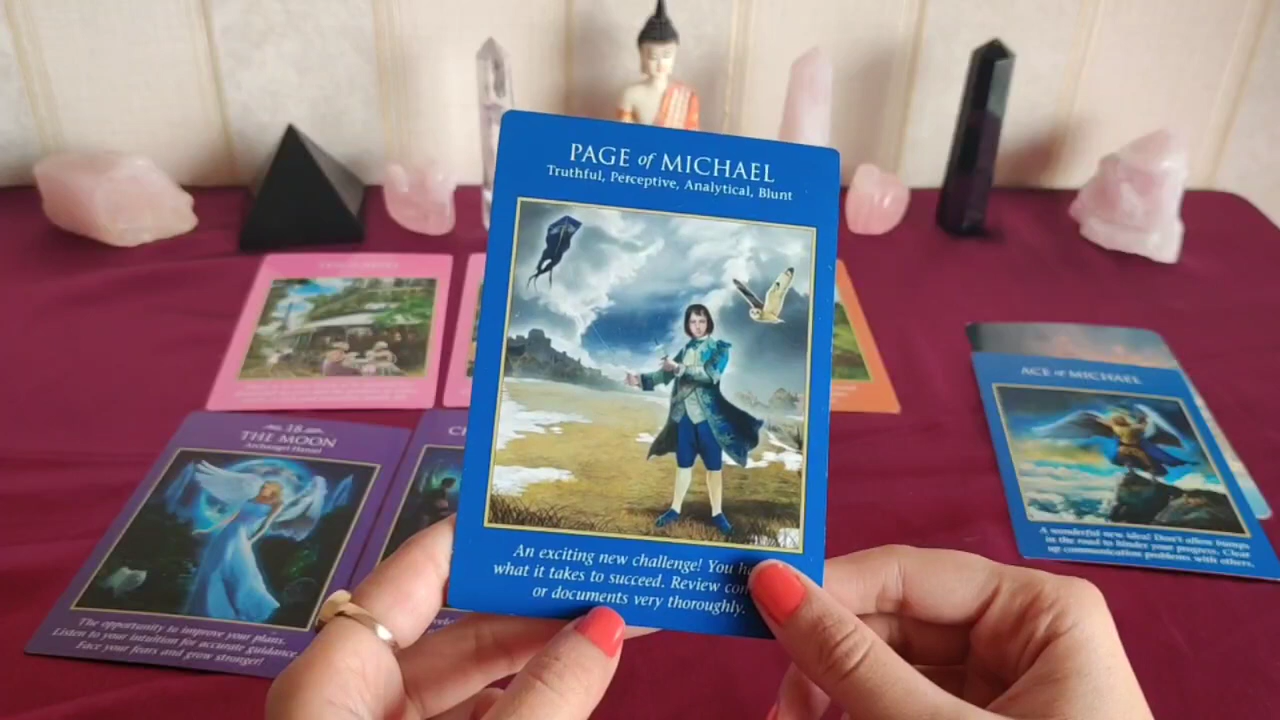 PAGE of MICHAEL
Truthful, Perceptive, Analytical, Blunt
An exciting new challenge! You
what it takes to succeed. Review
or documents very thoroughly.
18
THE MOON
Archangel Haniel
The opportunity to improve your plans.
Listen to your intuition for accurate guidance.
Face your fears and grow stronger!
ACE of MICHAEL
A wonderful new idea! Don't allow bumps
in the road to hinder your progress. Clear
up communication problems with others.